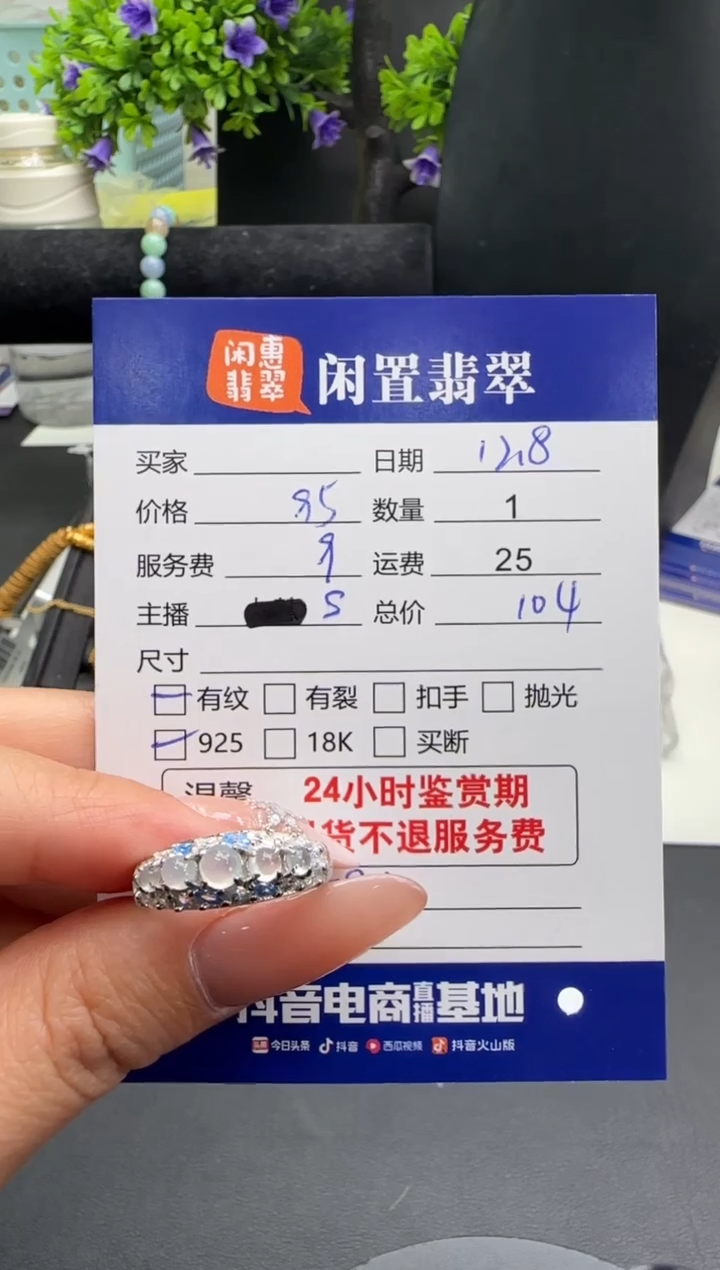 闲惠
翡翠
闲置翡翠
买家 日期 12.8
价格 95 数量 1
服务费 9 运费 25
主播 S 总价 104
尺寸
有纹 有裂 扣手 抛光
925 18K 买断
温馨 24小时鉴赏期
货不退服务费
抖音电商直播基地
今日头条 抖音 西瓜视频 抖音火山版